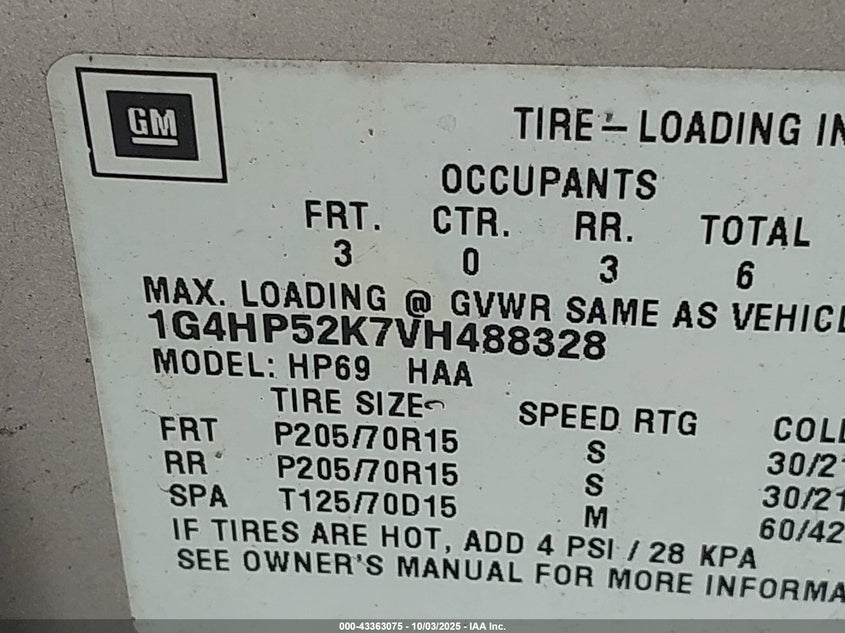 GM
TIRE - LOADING IN
OCCUPANTS
FRT. CTR. RR. TOTAL
3 0 3 6
MAX. LOADING @ GVWR SAME AS VEHICL
1G4HP52K7VH488328
MODEL: HP69 HAA
TIRE SIZE SPEED RTG COLD
FRT P205/70R15 S 30/21
RR P205/70R15 S 30/21
SPA T125/70D15 M 60/42
IF TIRES ARE HOT, ADD 4 PSI / 28 KPA
SEE OWNER'S MANUAL FOR MORE INFORMA
000-43363075 - 10/03/2025 - IAA Inc.